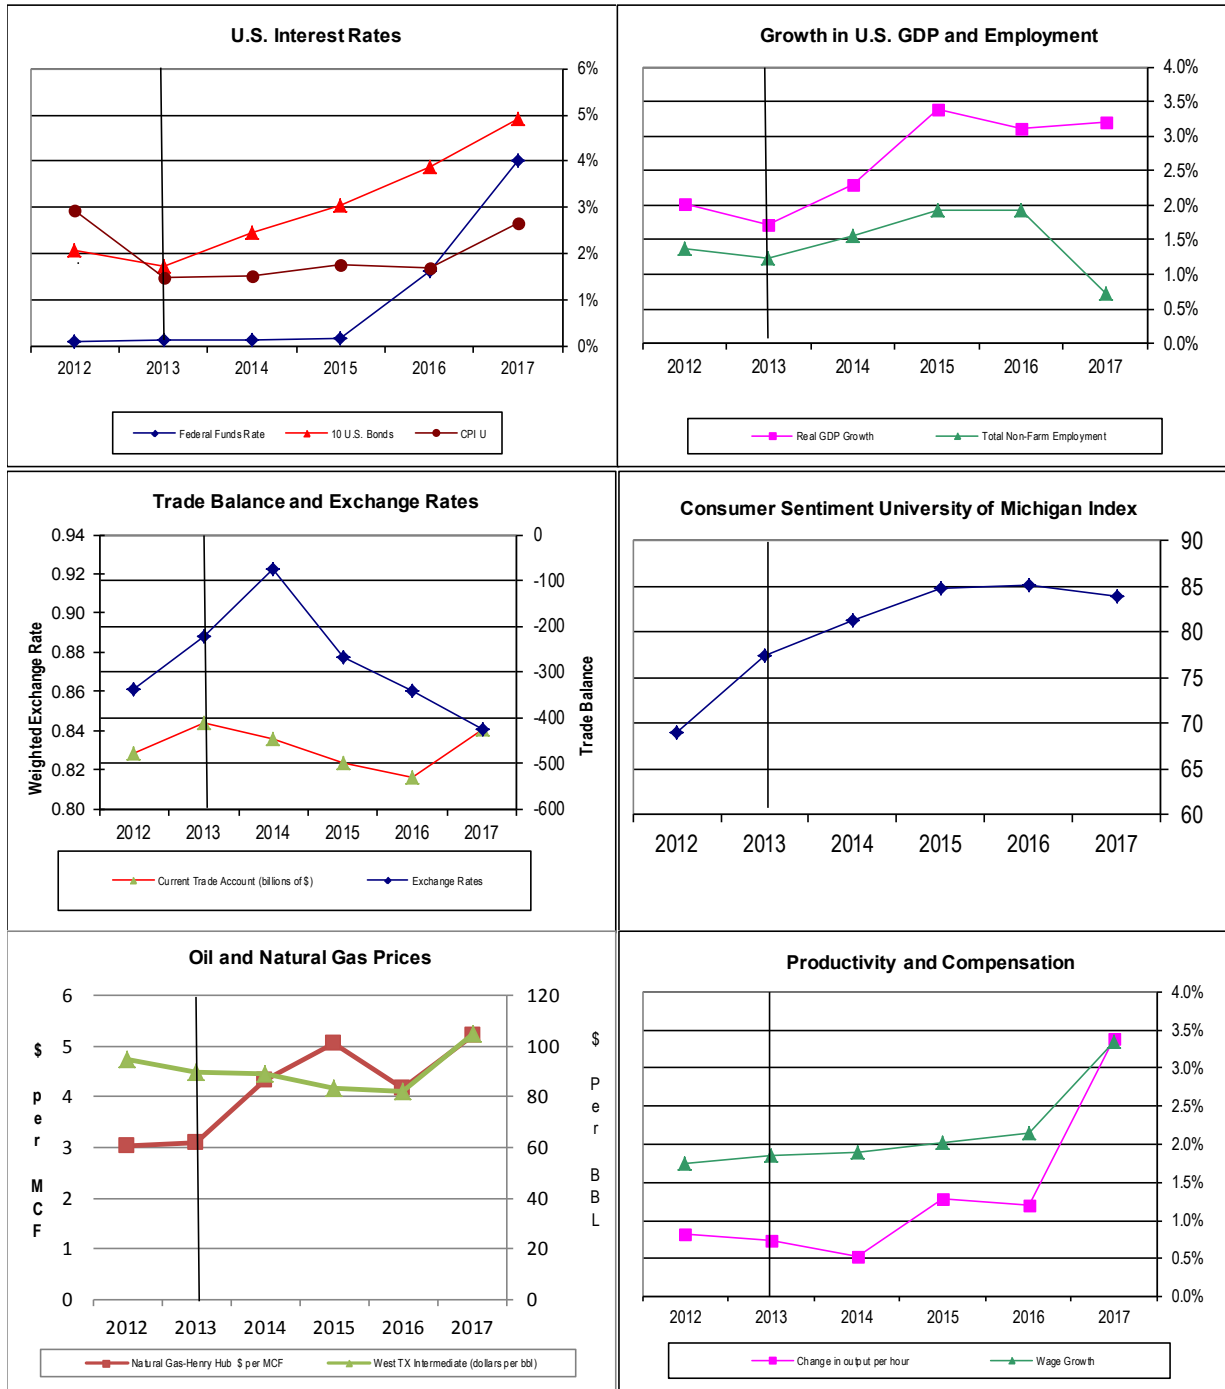 U.S. Interest Rates
6%
5%
4%
3%
2%
1%
0%
2012 2013 2014 2015 2016 2017
Federal Funds Rate 10 U.S. Bonds CPI U
Growth in U.S. GDP and Employment
4.0%
3.5%
3.0%
2.5%
2.0%
1.5%
1.0%
0.5%
0.0%
2012 2013 2014 2015 2016 2017
Real GDP Growth Total Non-Farm Employment
Trade Balance and Exchange Rates
Weighted Exchange Rate
0.94
0.92
0.90
0.88
0.86
0.84
0.82
0.80
0
-100
-200
-300
-400
-500
-600
Trade Balance
2012 2013 2014 2015 2016 2017
Current Trade Account (billions of $) Exchange Rates
Consumer Sentiment University of Michigan Index
90
85
80
75
70
65
60
2012 2013 2014 2015 2016 2017
Oil and Natural Gas Prices
$ per MCF
6
5
4
3
2
1
0
120
100
80
60
40
20
0
$ Per BBL
2012 2013 2014 2015 2016 2017
Natural Gas-Henry Hub $ per MCF West TX Intermediate (dollars per bbl)
Productivity and Compensation
4.0%
3.5%
3.0%
2.5%
2.0%
1.5%
1.0%
0.5%
0.0%
2012 2013 2014 2015 2016 2017
Change in output per hour Wage Growth